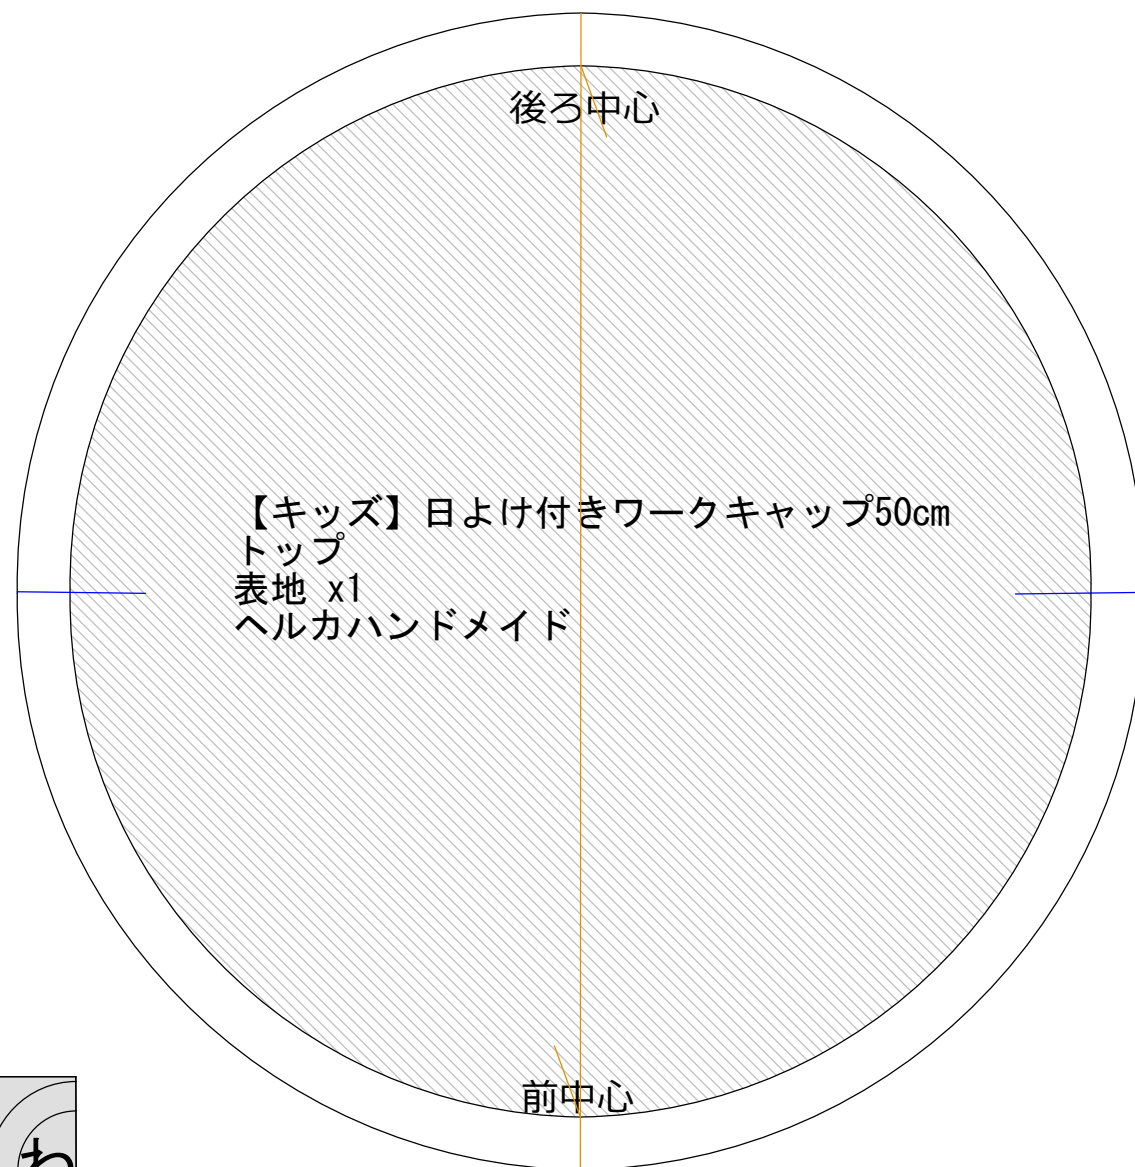 後ろ中心
【キッズ】日よけ付きワークキャップ50cm
トップ
表地 x1
ヘルカハンドメイド
前中心